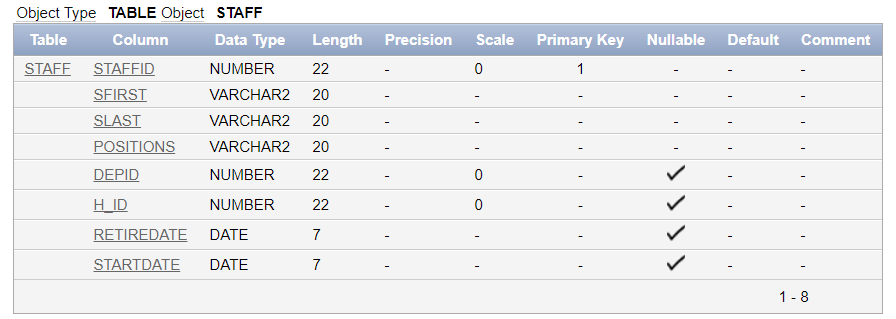 Object Type TABLE Object STAFF
Table Column Data Type Length Precision Scale Primary Key Nullable Default Comment
STAFF STAFFID NUMBER 22 - 0 1 - - -
SFIRST VARCHAR2 20 - - - - - -
SLAST VARCHAR2 20 - - - - - -
POSITIONS VARCHAR2 20 - - - - - -
DEPID NUMBER 22 - 0 - ✓ - -
H_ID NUMBER 22 - 0 - ✓ - -
RETIREDATE DATE 7 - - - ✓ - -
STARTDATE DATE 7 - - - ✓ - -
1 - 8